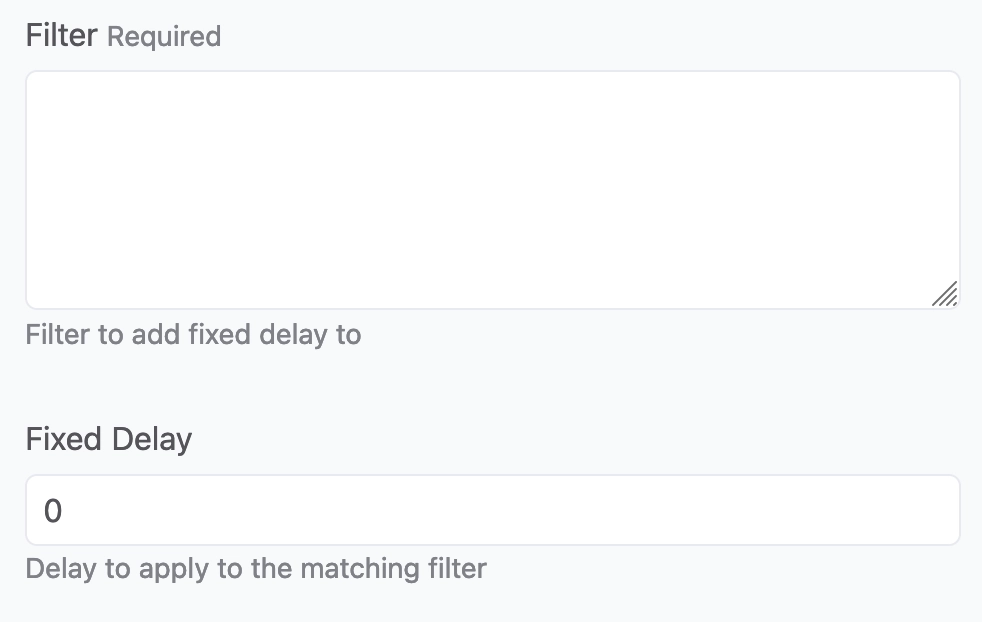 Filter Required
Filter to add fixed delay to
Fixed Delay
0
Delay to apply to the matching filter